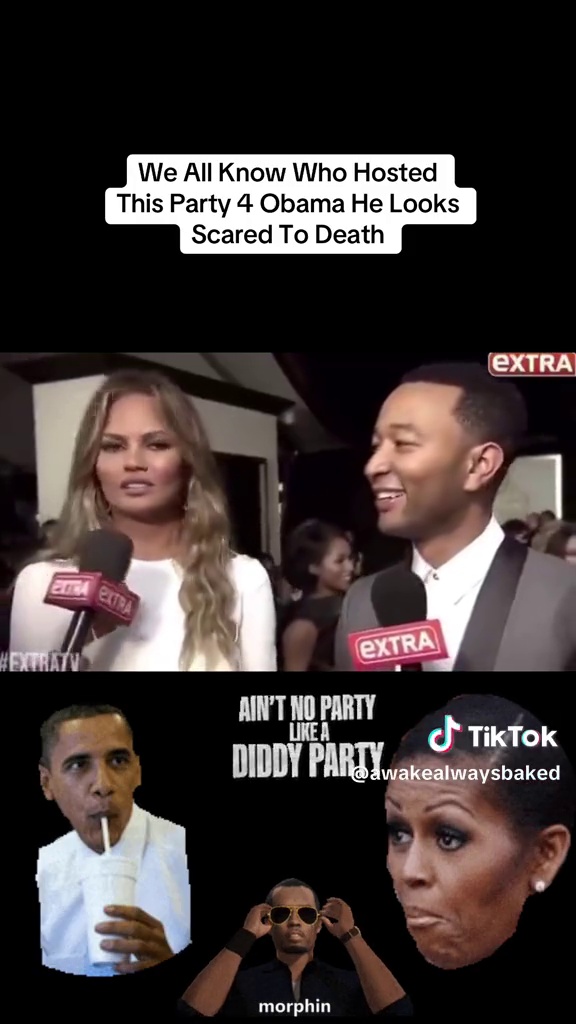 We All Know Who Hosted
This Party 4 Obama He Looks
Scared To Death
eXTRA
EXTRA
EXTRA
eXTRA
#EXTRATV
AIN'T NO PARTY
LIKE A
DIDDY PARTY
TikTok
@awakealwaysbaked
morphin